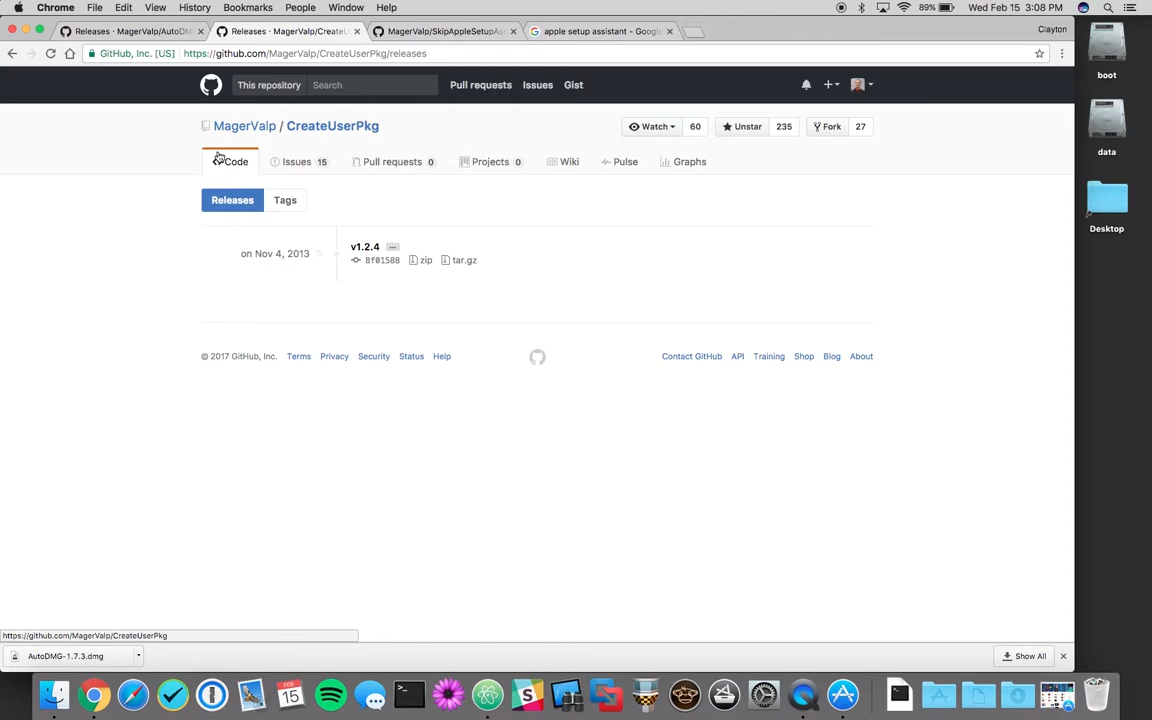 Chrome File Edit View History Bookmarks People Window Help 89% Wed Feb 15 3:08 PM
Releases · MagerValp/AutoDM Releases · MagerValp/CreateU MagerValp/SkipAppleSetupAs apple setup assistant - Google Clayton
GitHub, Inc. [US] https://github.com/MagerValp/CreateUserPkg/releases
boot
This repository Search Pull requests Issues Gist
MagerValp / CreateUserPkg Watch 60 Unstar 235 Fork 27
data
Code Issues 15 Pull requests 0 Projects 0 Wiki Pulse Graphs
Releases Tags
Desktop
v1.2.4 ...
on Nov 4, 2013
8f01588 zip tar.gz
© 2017 GitHub, Inc. Terms Privacy Security Status Help Contact GitHub API Training Shop Blog About
https://github.com/MagerValp/CreateUserPkg
AutoDMG-1.7.3.dmg Show All
FEB
15